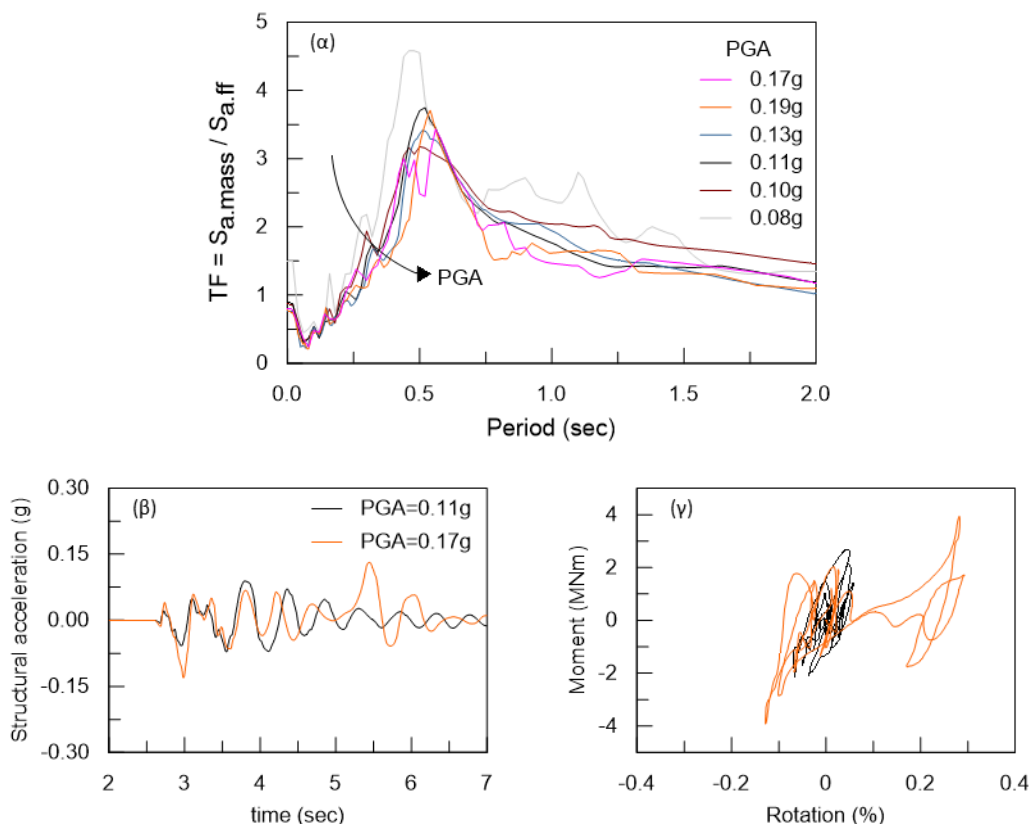 (α)
TF = Sa.mass / Sa.ff
5
4
3
2
1
0
PGA
0.17g
0.19g
0.13g
0.11g
0.10g
0.08g
PGA
0.0
0.5
1.0
1.5
2.0
Period (sec)
(β)
Structural acceleration (g)
0.30
0.15
0.00
-0.15
-0.30
PGA=0.11g
PGA=0.17g
2
3
4
5
6
7
time (sec)
(γ)
Moment (MNm)
4
2
0
-2
-4
-0.4
-0.2
0
0.2
0.4
Rotation (%)